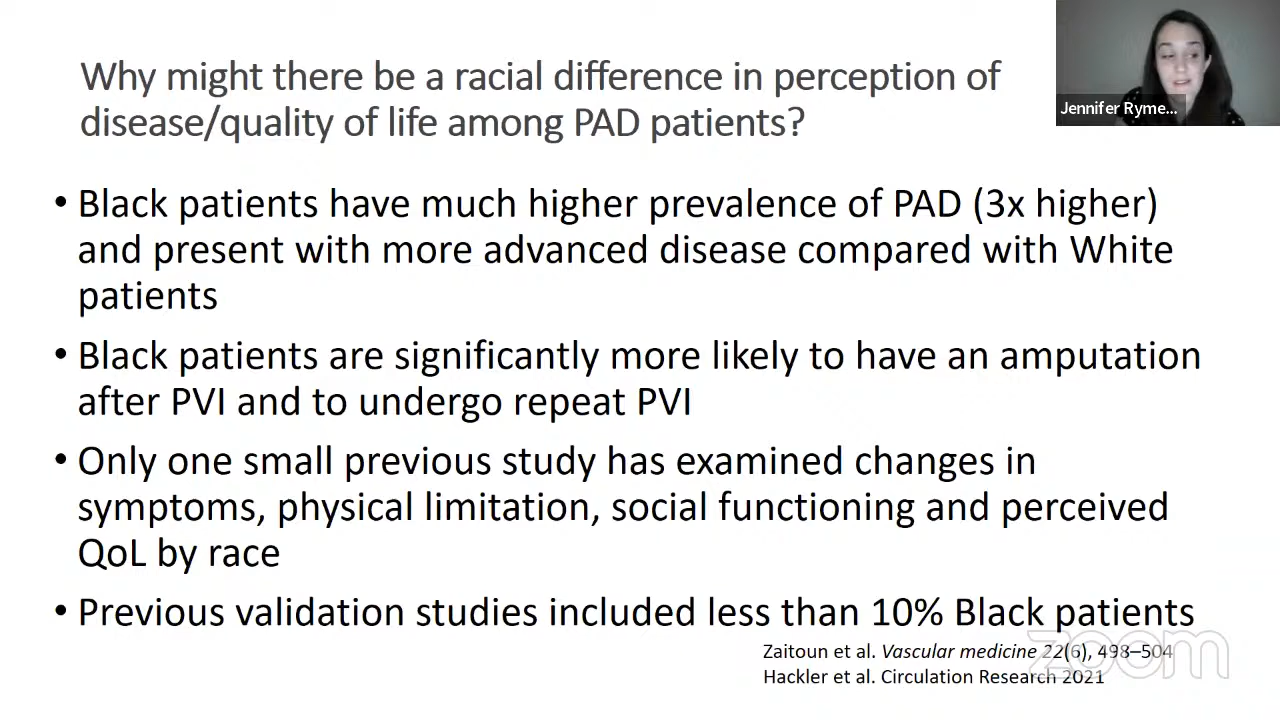 Why might there be a racial difference in perception of
disease/quality of life among PAD patients?
Jennifer Ryme...
• Black patients have much higher prevalence of PAD (3x higher)
and present with more advanced disease compared with White
patients
• Black patients are significantly more likely to have an amputation
after PVI and to undergo repeat PVI
• Only one small previous study has examined changes in
symptoms, physical limitation, social functioning and perceived
QoL by race
• Previous validation studies included less than 10% Black patients
Zaitoun et al. Vascular medicine 22(6), 498–504
Hackler et al. Circulation Research 2021
zoom